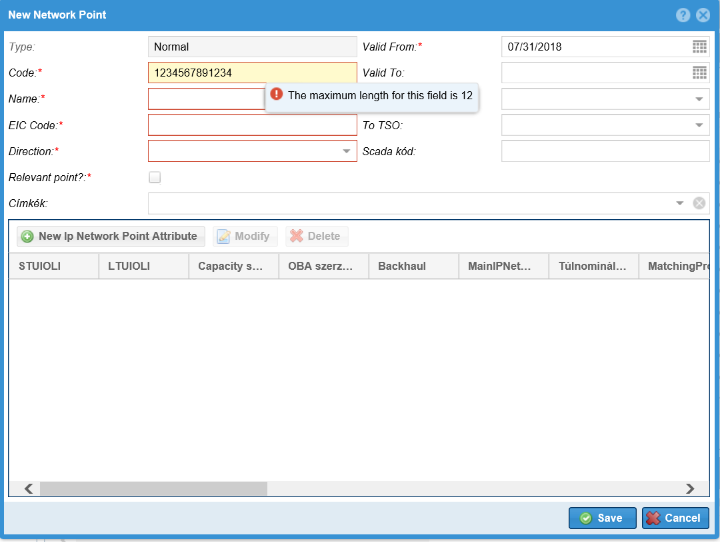 New Network Point
Type: Normal Valid From:* 07/31/2018
Code:* 1234567891234 Valid To:
The maximum length for this field is 12
Name:*
EIC Code:* To TSO:
Direction:* Scada kód:
Relevant point?:*
Címkék:
New Ip Network Point Attribute Modify Delete
STUIOLI LTUIOLI Capacity s... OBA szerz... Backhaul MainIPNet... Túlnominál... MatchingPro
Save Cancel